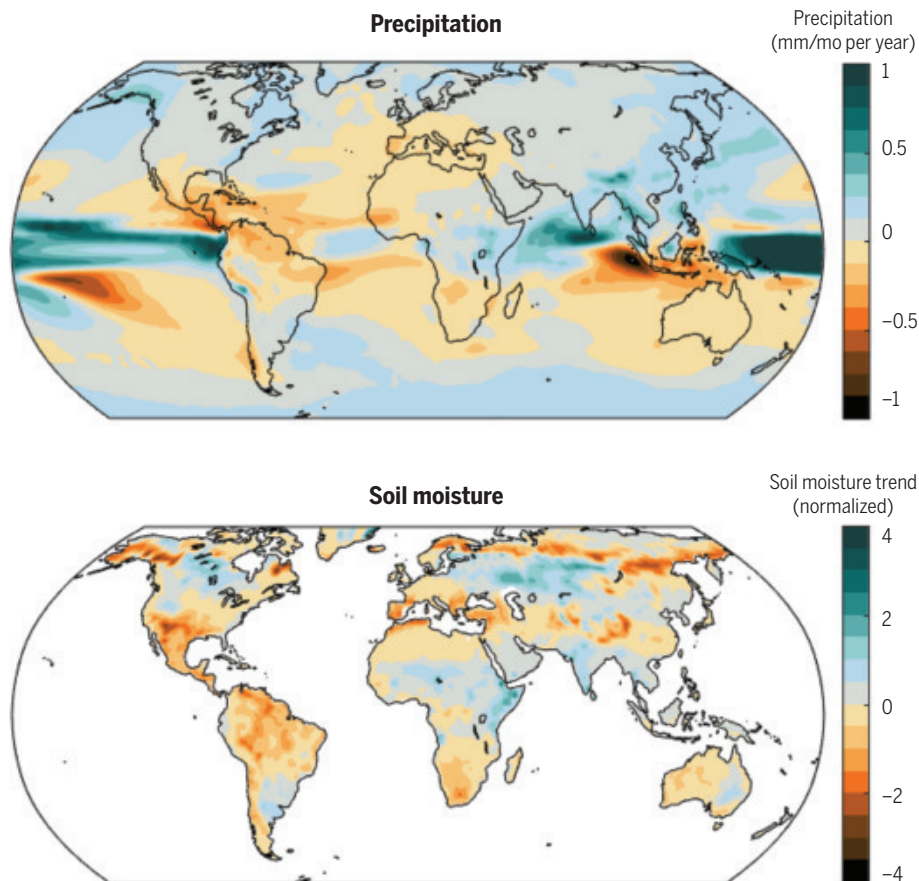 Precipitation
Precipitation
(mm/mo per year)
1
0.5
0
−0.5
−1
Soil moisture
Soil moisture trend
(normalized)
4
2
0
−2
−4